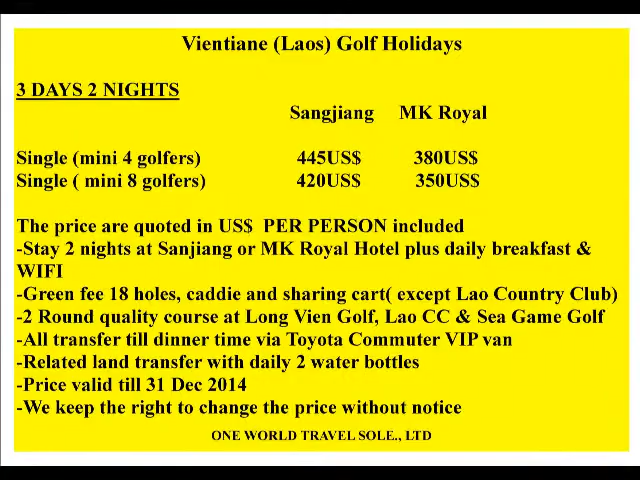 Vientiane (Laos) Golf Holidays
3 DAYS 2 NIGHTS
Sangjiang MK Royal
Single (mini 4 golfers) 445US$ 380US$
Single ( mini 8 golfers) 420US$ 350US$
The price are quoted in US$ PER PERSON included
-Stay 2 nights at Sanjiang or MK Royal Hotel plus daily breakfast &
WIFI
-Green fee 18 holes, caddie and sharing cart( except Lao Country Club)
-2 Round quality course at Long Vien Golf, Lao CC & Sea Game Golf
-All transfer till dinner time via Toyota Commuter VIP van
-Related land transfer with daily 2 water bottles
-Price valid till 31 Dec 2014
-We keep the right to change the price without notice
ONE WORLD TRAVEL SOLE., LTD